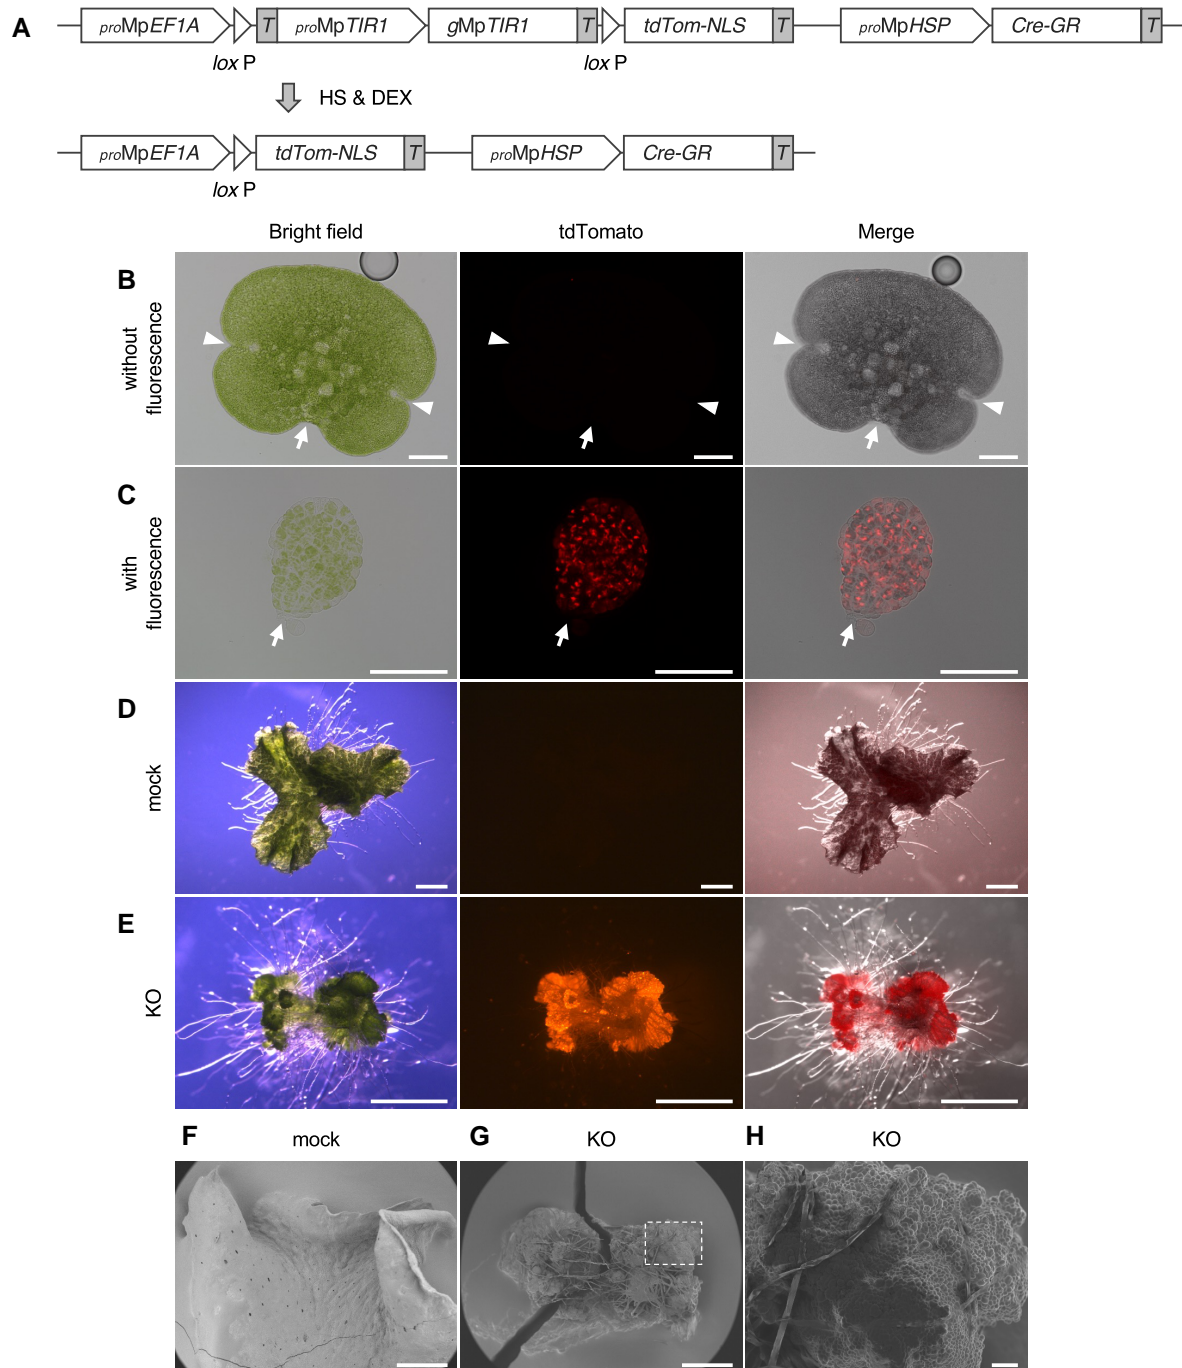 A
proMpEF1A T proMpTIR1 gMpTIR1 T tdTom-NLS T proMpHSP Cre-GR T
lox P lox P
HS & DEX
proMpEF1A tdTom-NLS T proMpHSP Cre-GR T
lox P
Bright field tdTomato Merge
B
without
fluorescence
C
with
fluorescence
D
mock
E
KO
F mock G KO H KO